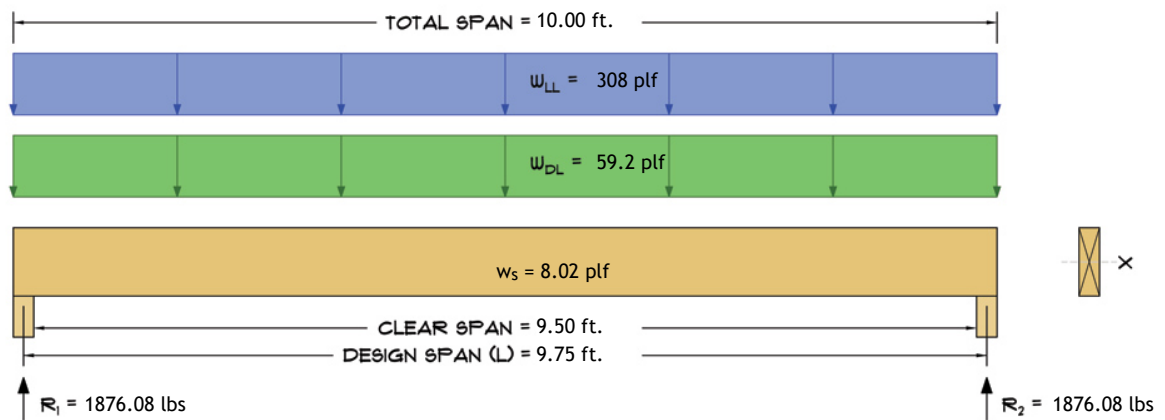 TOTAL SPAN = 10.00 ft.
WLL = 308 plf
WDL = 59.2 plf
ws = 8.02 plf
X
CLEAR SPAN = 9.50 ft.
DESIGN SPAN (L) = 9.75 ft.
R1 = 1876.08 lbs
R2 = 1876.08 lbs